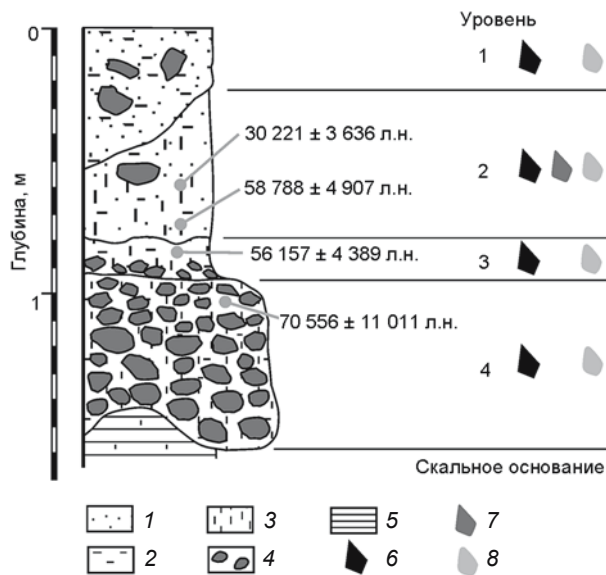 Уровень
0
1
30 221 ± 3 636 л.н.
2
58 788 ± 4 907 л.н.
Глубина, м
56 157 ± 4 389 л.н.
3
1
70 556 ± 11 011 л.н.
4
Скальное основание
1 3 5 7
2 4 6 8